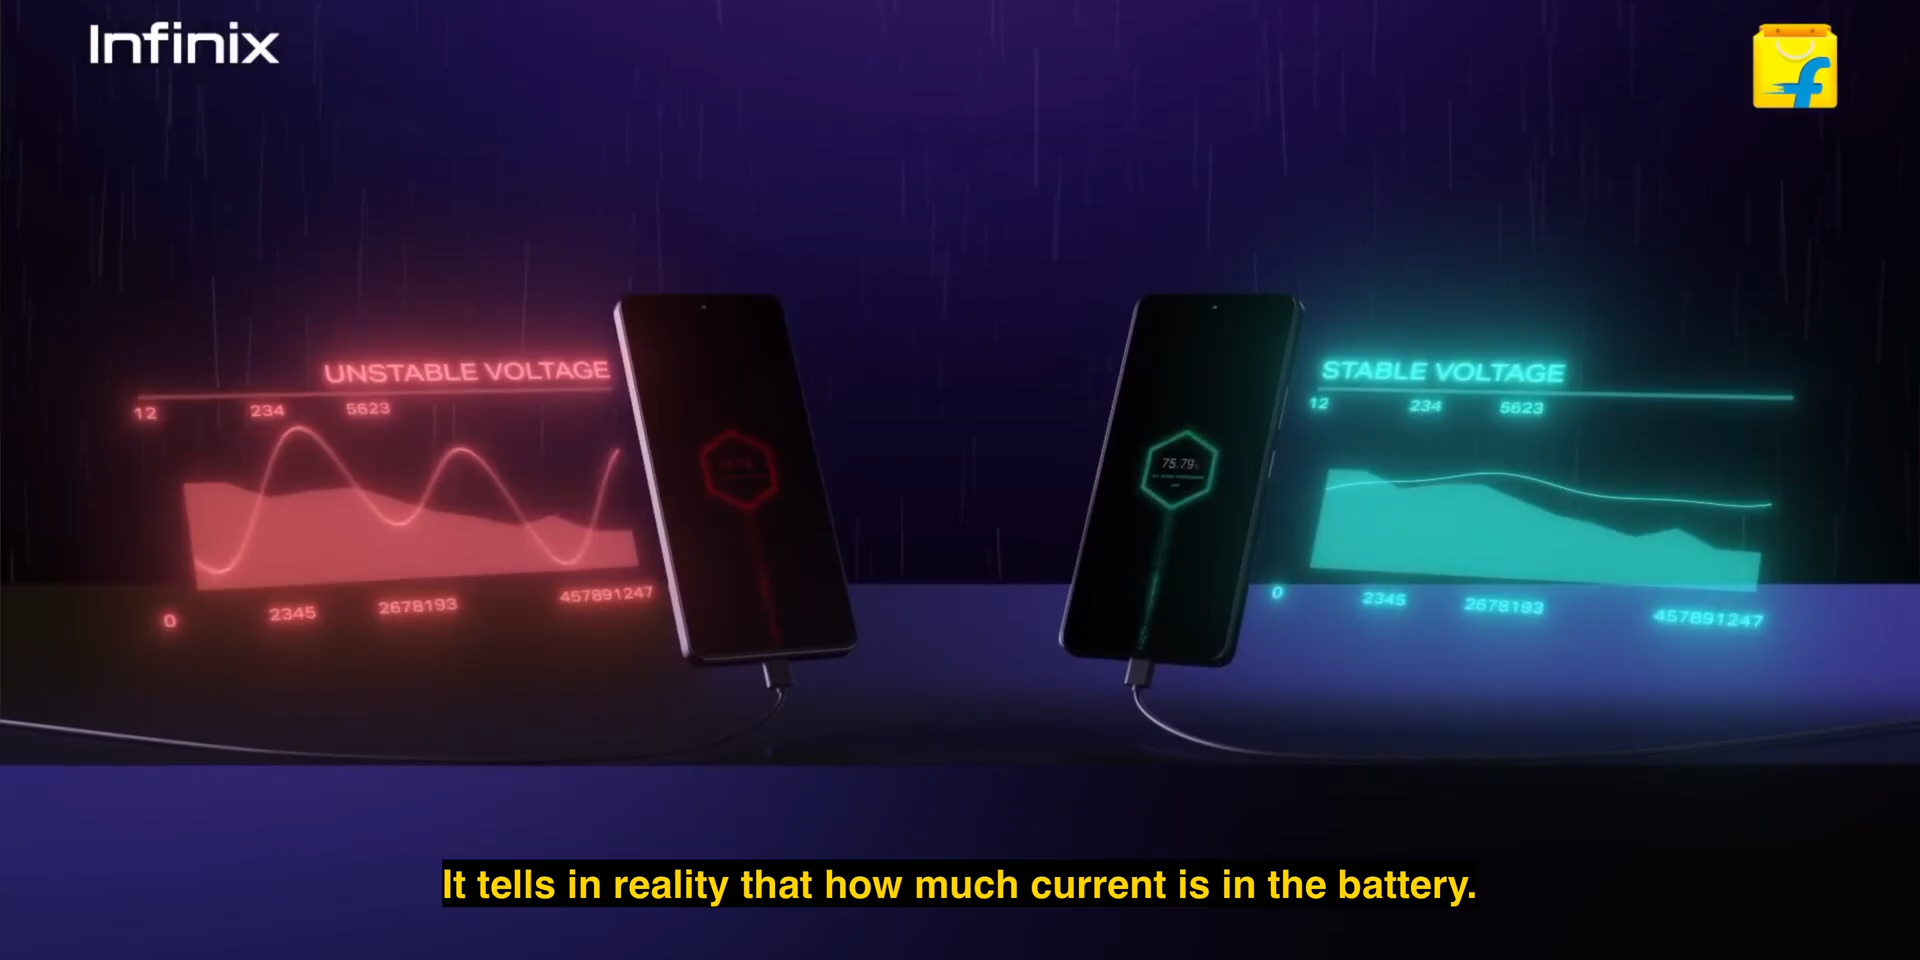 Infinix
UNSTABLE VOLTAGE
12 234 5623
0 2345 2678193 457891247
75.79%
STABLE VOLTAGE
12 234 5623
0 2345 2678193 457891247
It tells in reality that how much current is in the battery.